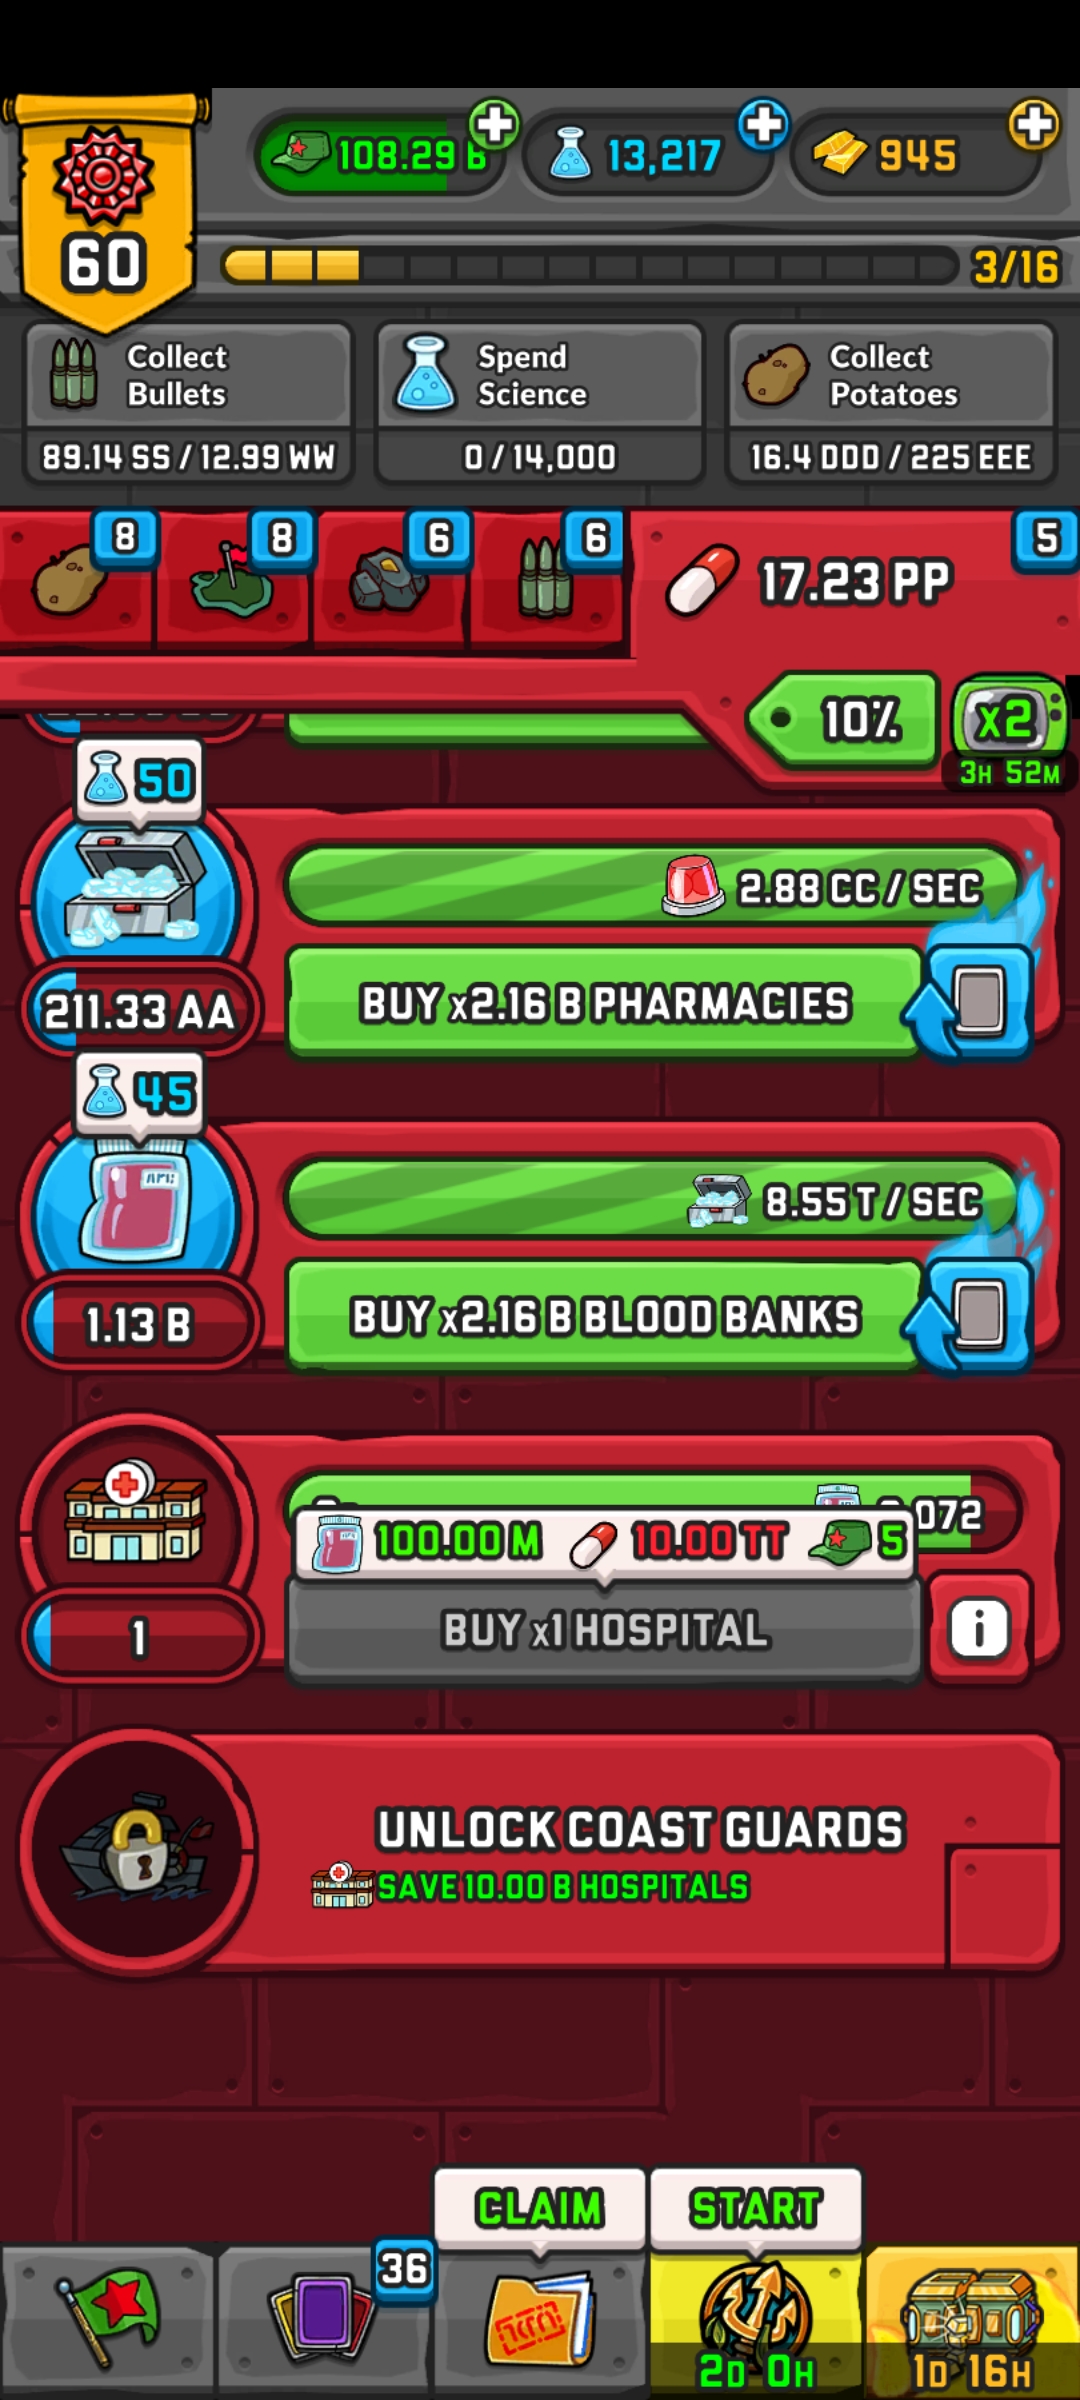 108.29 B
13,217
945
60
3/16
Collect
Bullets
89.14 SS / 12.99 WW
Spend
Science
0 / 14,000
Collect
Potatoes
16.4 DDD / 225 EEE
8
8
6
6
5
17.23 PP
10%
x2
3H 52M
50
2.88 CC / SEC
211.33 AA
BUY x2.16 B PHARMACIES
45
8.55 T / SEC
1.13 B
BUY x2.16 B BLOOD BANKS
072
100.00 M
10.00 TT
5
1
BUY x1 HOSPITAL
i
UNLOCK COAST GUARDS
SAVE 10.00 B HOSPITALS
CLAIM
START
36
2D 0H
1D 16H